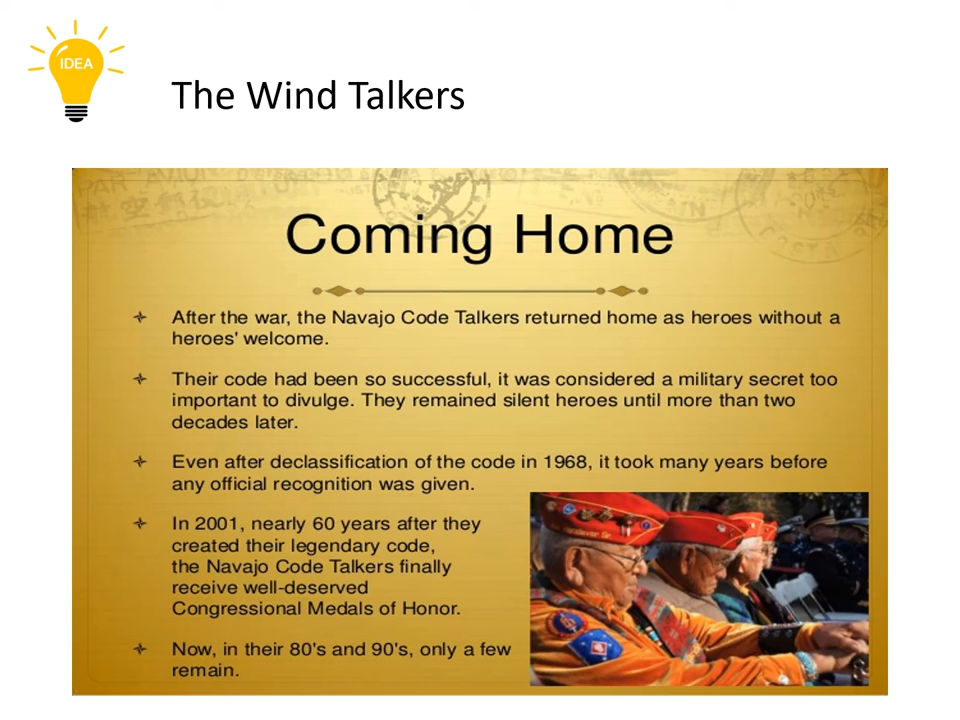 IDEA
The Wind Talkers
PAR AVION
COSTA
Coming Home
After the war, the Navajo Code Talkers returned home as heroes without a
heroes' welcome.
Their code had been so successful, it was considered a military secret too
important to divulge. They remained silent heroes until more than two
decades later.
Even after declassification of the code in 1968, it took many years before
any official recognition was given.
In 2001, nearly 60 years after they
created their legendary code,
the Navajo Code Talkers finally
receive well-deserved
Congressional Medals of Honor.
Now, in their 80's and 90's, only a few
remain.